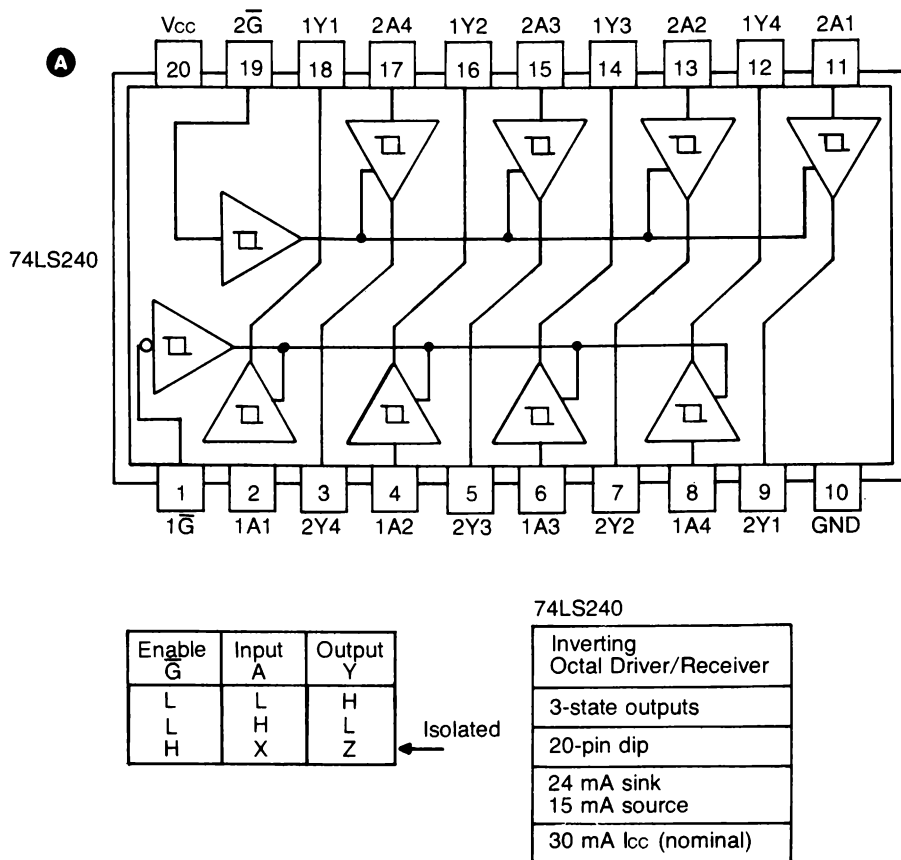 A
Vcc 2G̅ 1Y1 2A4 1Y2 2A3 1Y3 2A2 1Y4 2A1
20 19 18 17 16 15 14 13 12 11
74LS240
1 2 3 4 5 6 7 8 9 10
1G̅ 1A1 2Y4 1A2 2Y3 1A3 2Y2 1A4 2Y1 GND
Enable G̅ Input A Output Y
L L H
L H L
H X Z
Isolated
74LS240
Inverting
Octal Driver/Receiver
3-state outputs
20-pin dip
24 mA sink
15 mA source
30 mA Icc (nominal)